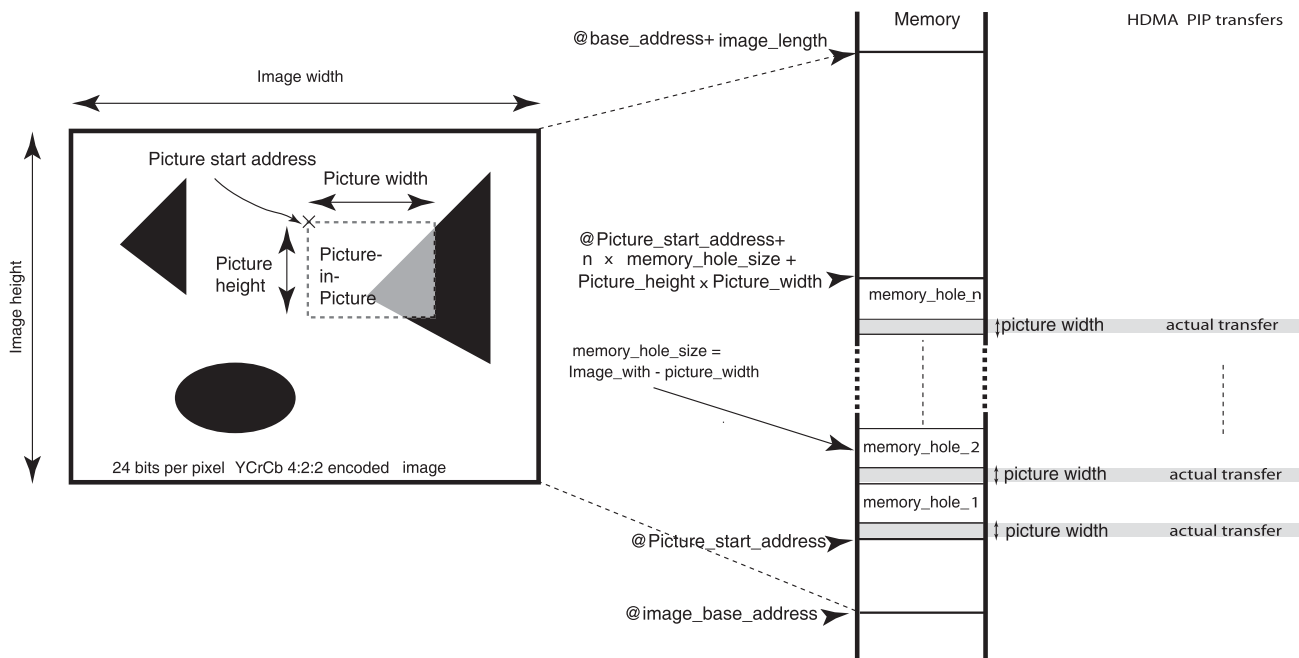 Memory
HDMA PIP transfers
@base_address+ image_length
Image width
Picture start address
Picture width
@Picture_start_address+
n x memory_hole_size +
Picture_height x Picture_width
Picture-
in-
Picture
Picture
height
Image height
memory_hole_n
picture width
actual transfer
memory_hole_size =
Image_with - picture_width
memory_hole_2
24 bits per pixel YCrCb 4:2:2 encoded image
picture width
actual transfer
memory_hole_1
picture width
actual transfer
@Picture_start_address
@image_base_address